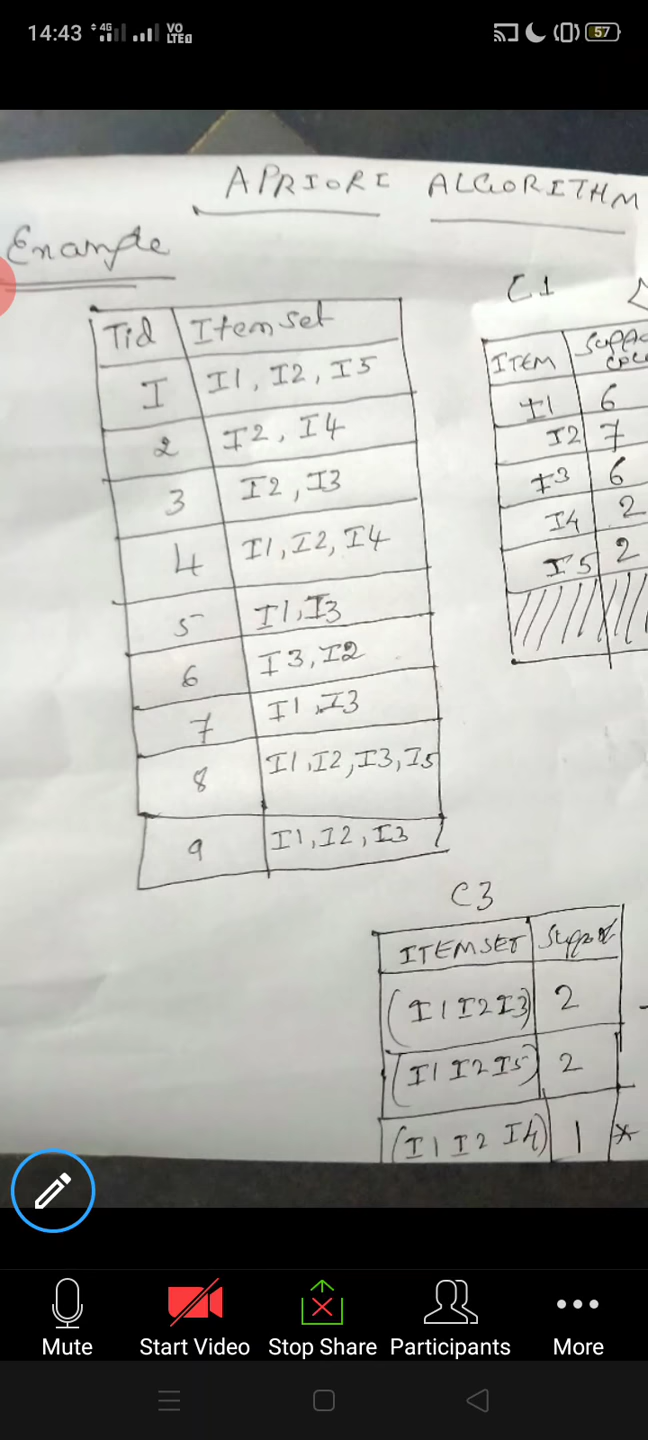 14:43 4G VO LTE 57
APRIORI ALGORITHM
Example
Tid Itemset
I I1, I2, I5
2 I2, I4
3 I2, I3
4 I1, I2, I4
5 I1, I3
6 I3, I2
7 I1, I3
8 I1, I2, I3, I5
9 I1, I2, I3
C1
ITEM
I1 6
I2 7
I3 6
I4 2
I5 2
C3
ITEMSET Support
(I1 I2 I3) 2
(I1 I2 I5) 2
(I1 I2 I4) 1 *
Mute Start Video Stop Share Participants More